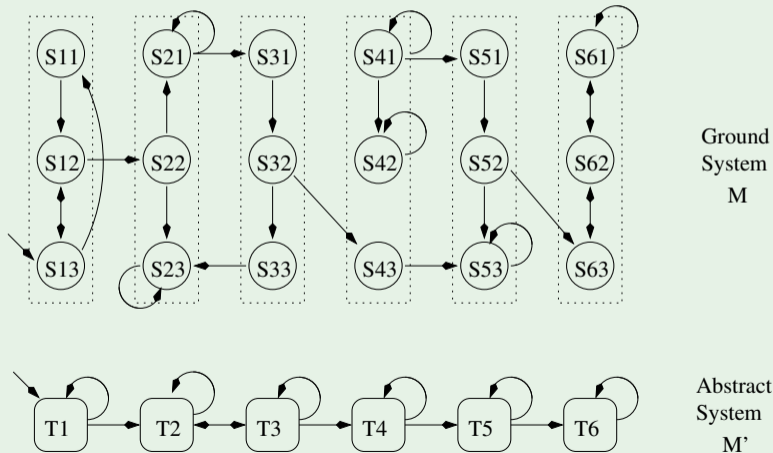 S11 S21 S31 S41 S51 S61
S12 S22 S32 S42 S52 S62
S13 S23 S33 S43 S53 S63
Ground
System
M
T1 T2 T3 T4 T5 T6
Abstract
System
M'